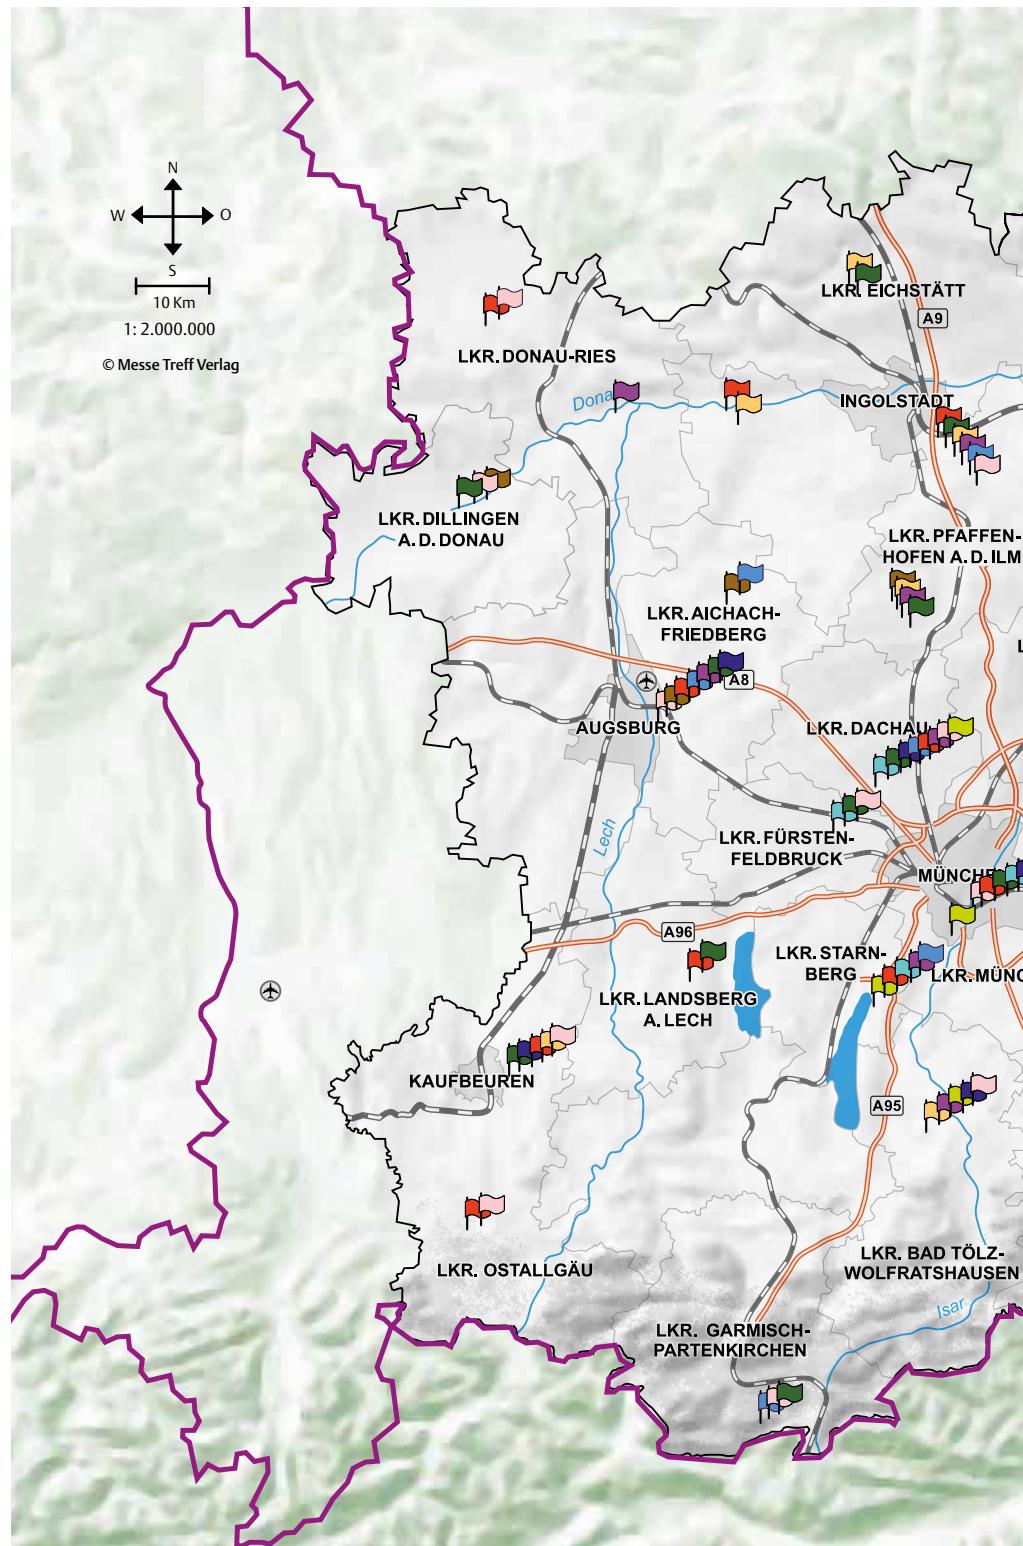 N
W
O
S
10 Km
1: 2.000.000
© Messe Treff Verlag
LKR. EICHSTÄTT
A9
LKR. DONAU-RIES
Dona
INGOLSTADT
LKR. DILLINGEN
A. D. DONAU
LKR. PFAFFEN-
HOFEN A. D. ILM
LKR. AICHACH-
FRIEDBERG
L
A8
AUGSBURG
LKR. DACHAU
Lech
LKR. FÜRSTEN-
FELDBRUCK
MÜNCHE
A96
LKR. STARN-
BERG
LKR. MÜNC
LKR. LANDSBERG
A. LECH
KAUFBEUREN
A95
LKR. OSTALLGÄU
LKR. BAD TÖLZ-
WOLFRATSHAUSEN
Isar
LKR. GARMISCH-
PARTENKIRCHEN